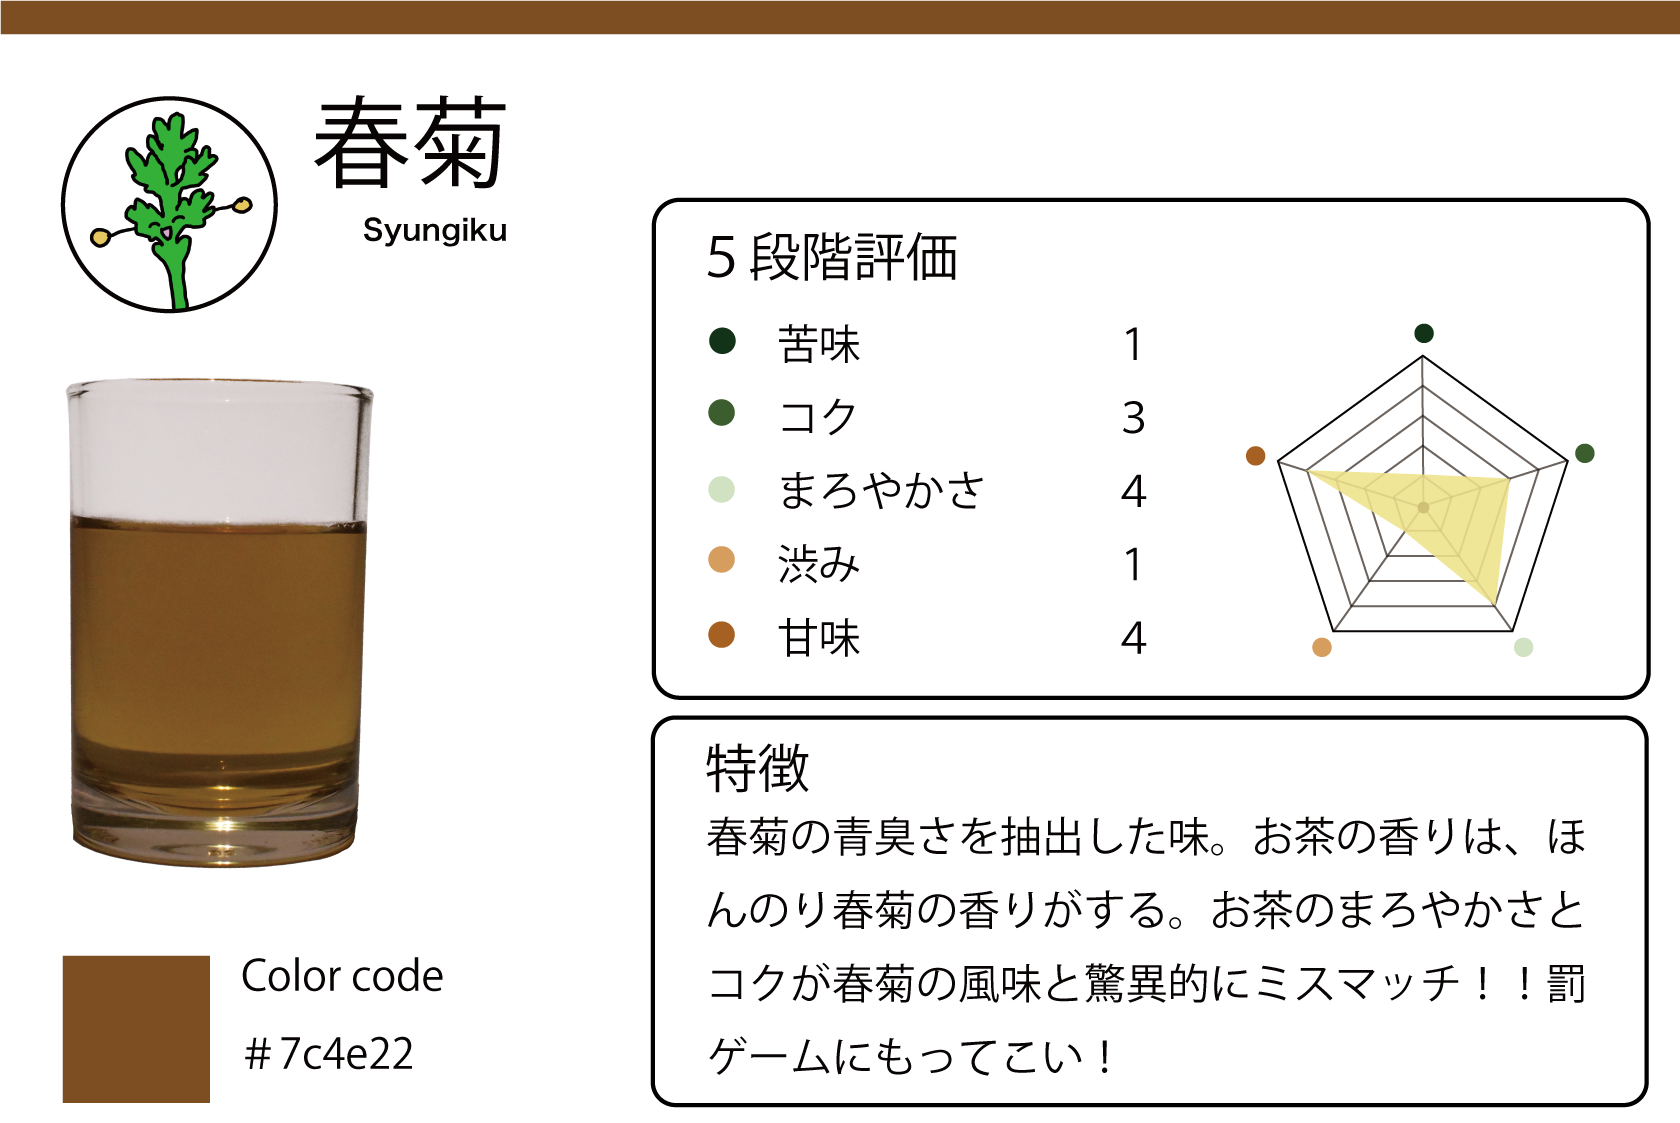 春菊
Syungiku
5 段階評価
苦味 1
コク 3
まろやかさ 4
渋み 1
甘味 4
特徴
春菊の青臭さを抽出した味。お茶の香りは、ほ
んのり春菊の香りがする。お茶のまろやかさと
コクが春菊の風味と驚異的にミスマッチ！！罰
ゲームにもってこい！
Color code
＃7c4e22